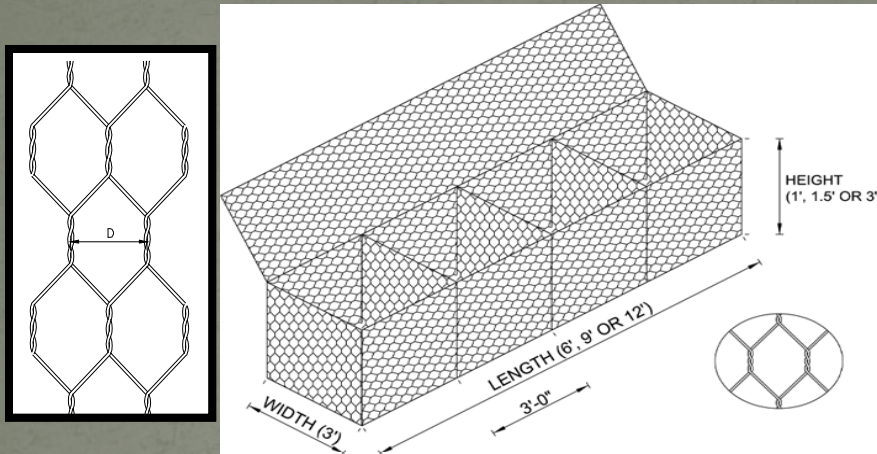 D
HEIGHT
(1', 1.5' OR 3'
LENGTH (6', 9' OR 12')
3'-0"
WIDTH (3')